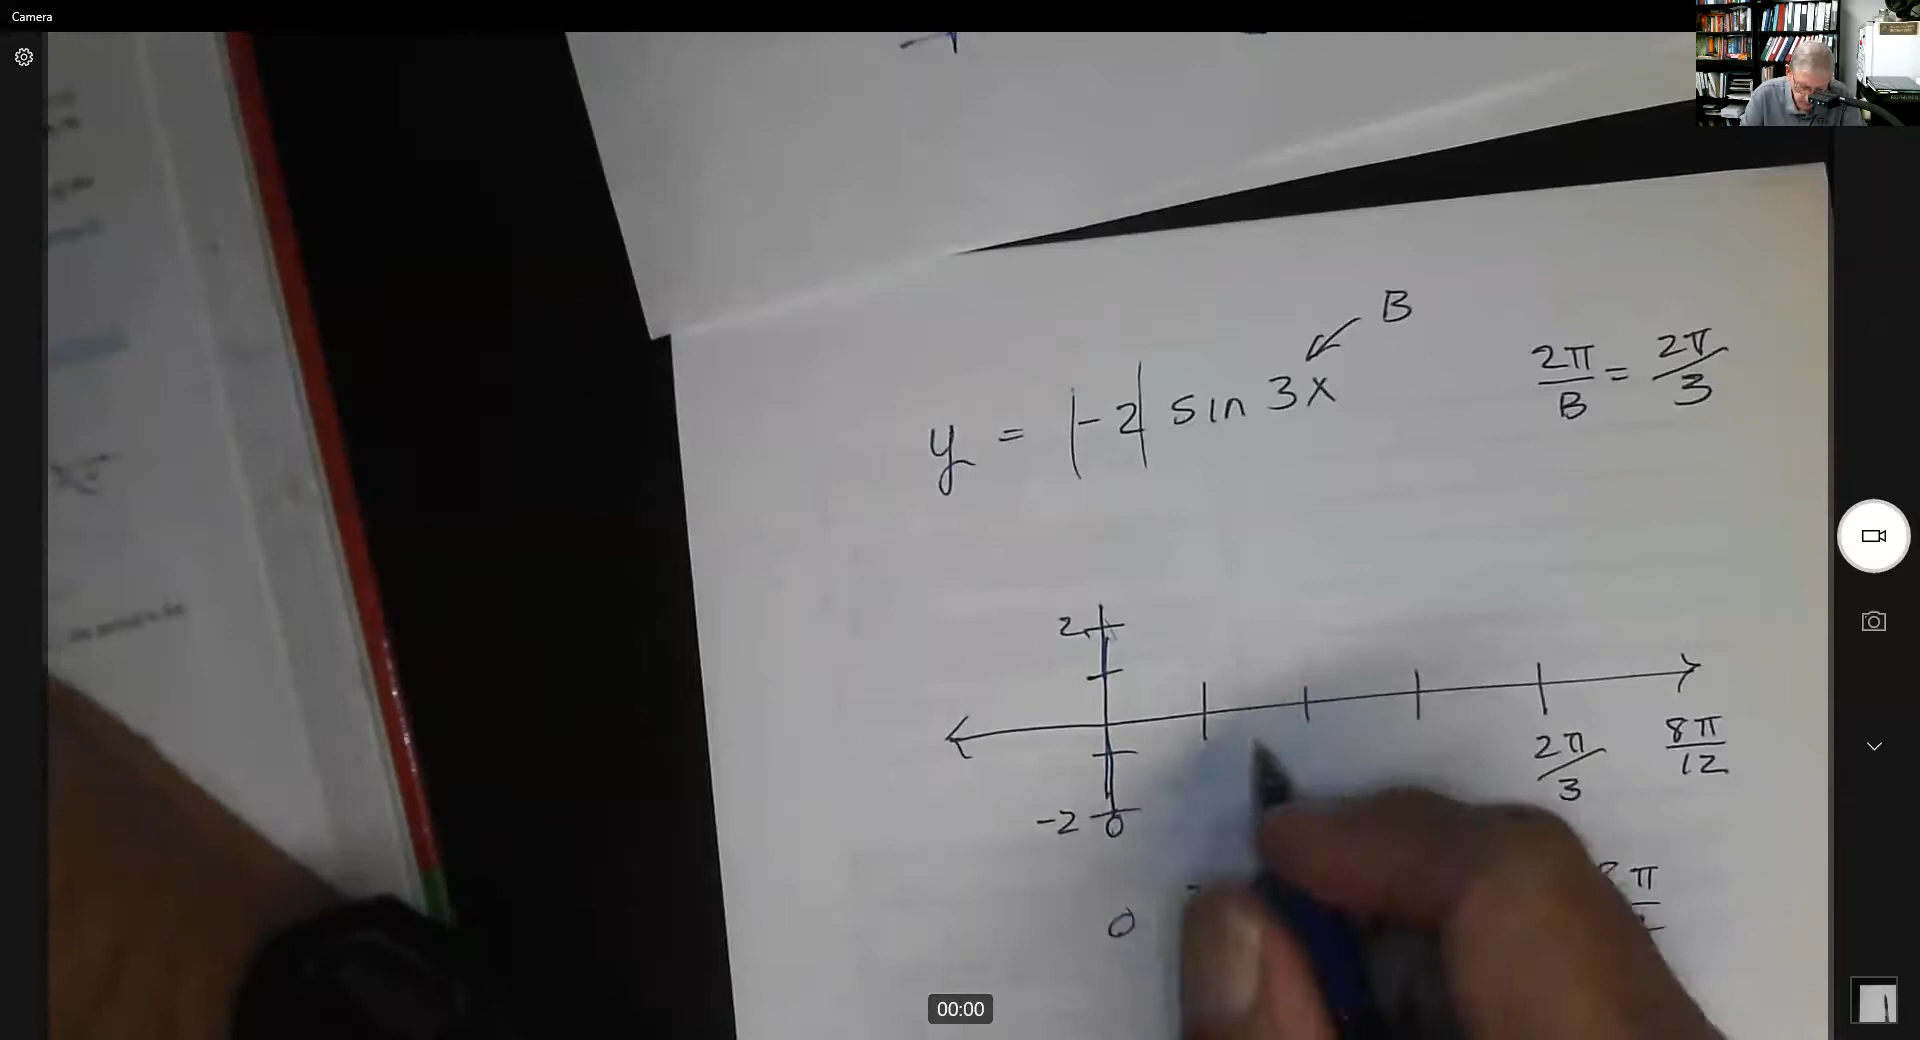 Camera
B
y = |-2| sin 3x
2π/B = 2π/3
2
2π/3 8π/12
-2 0
0 π
00:00